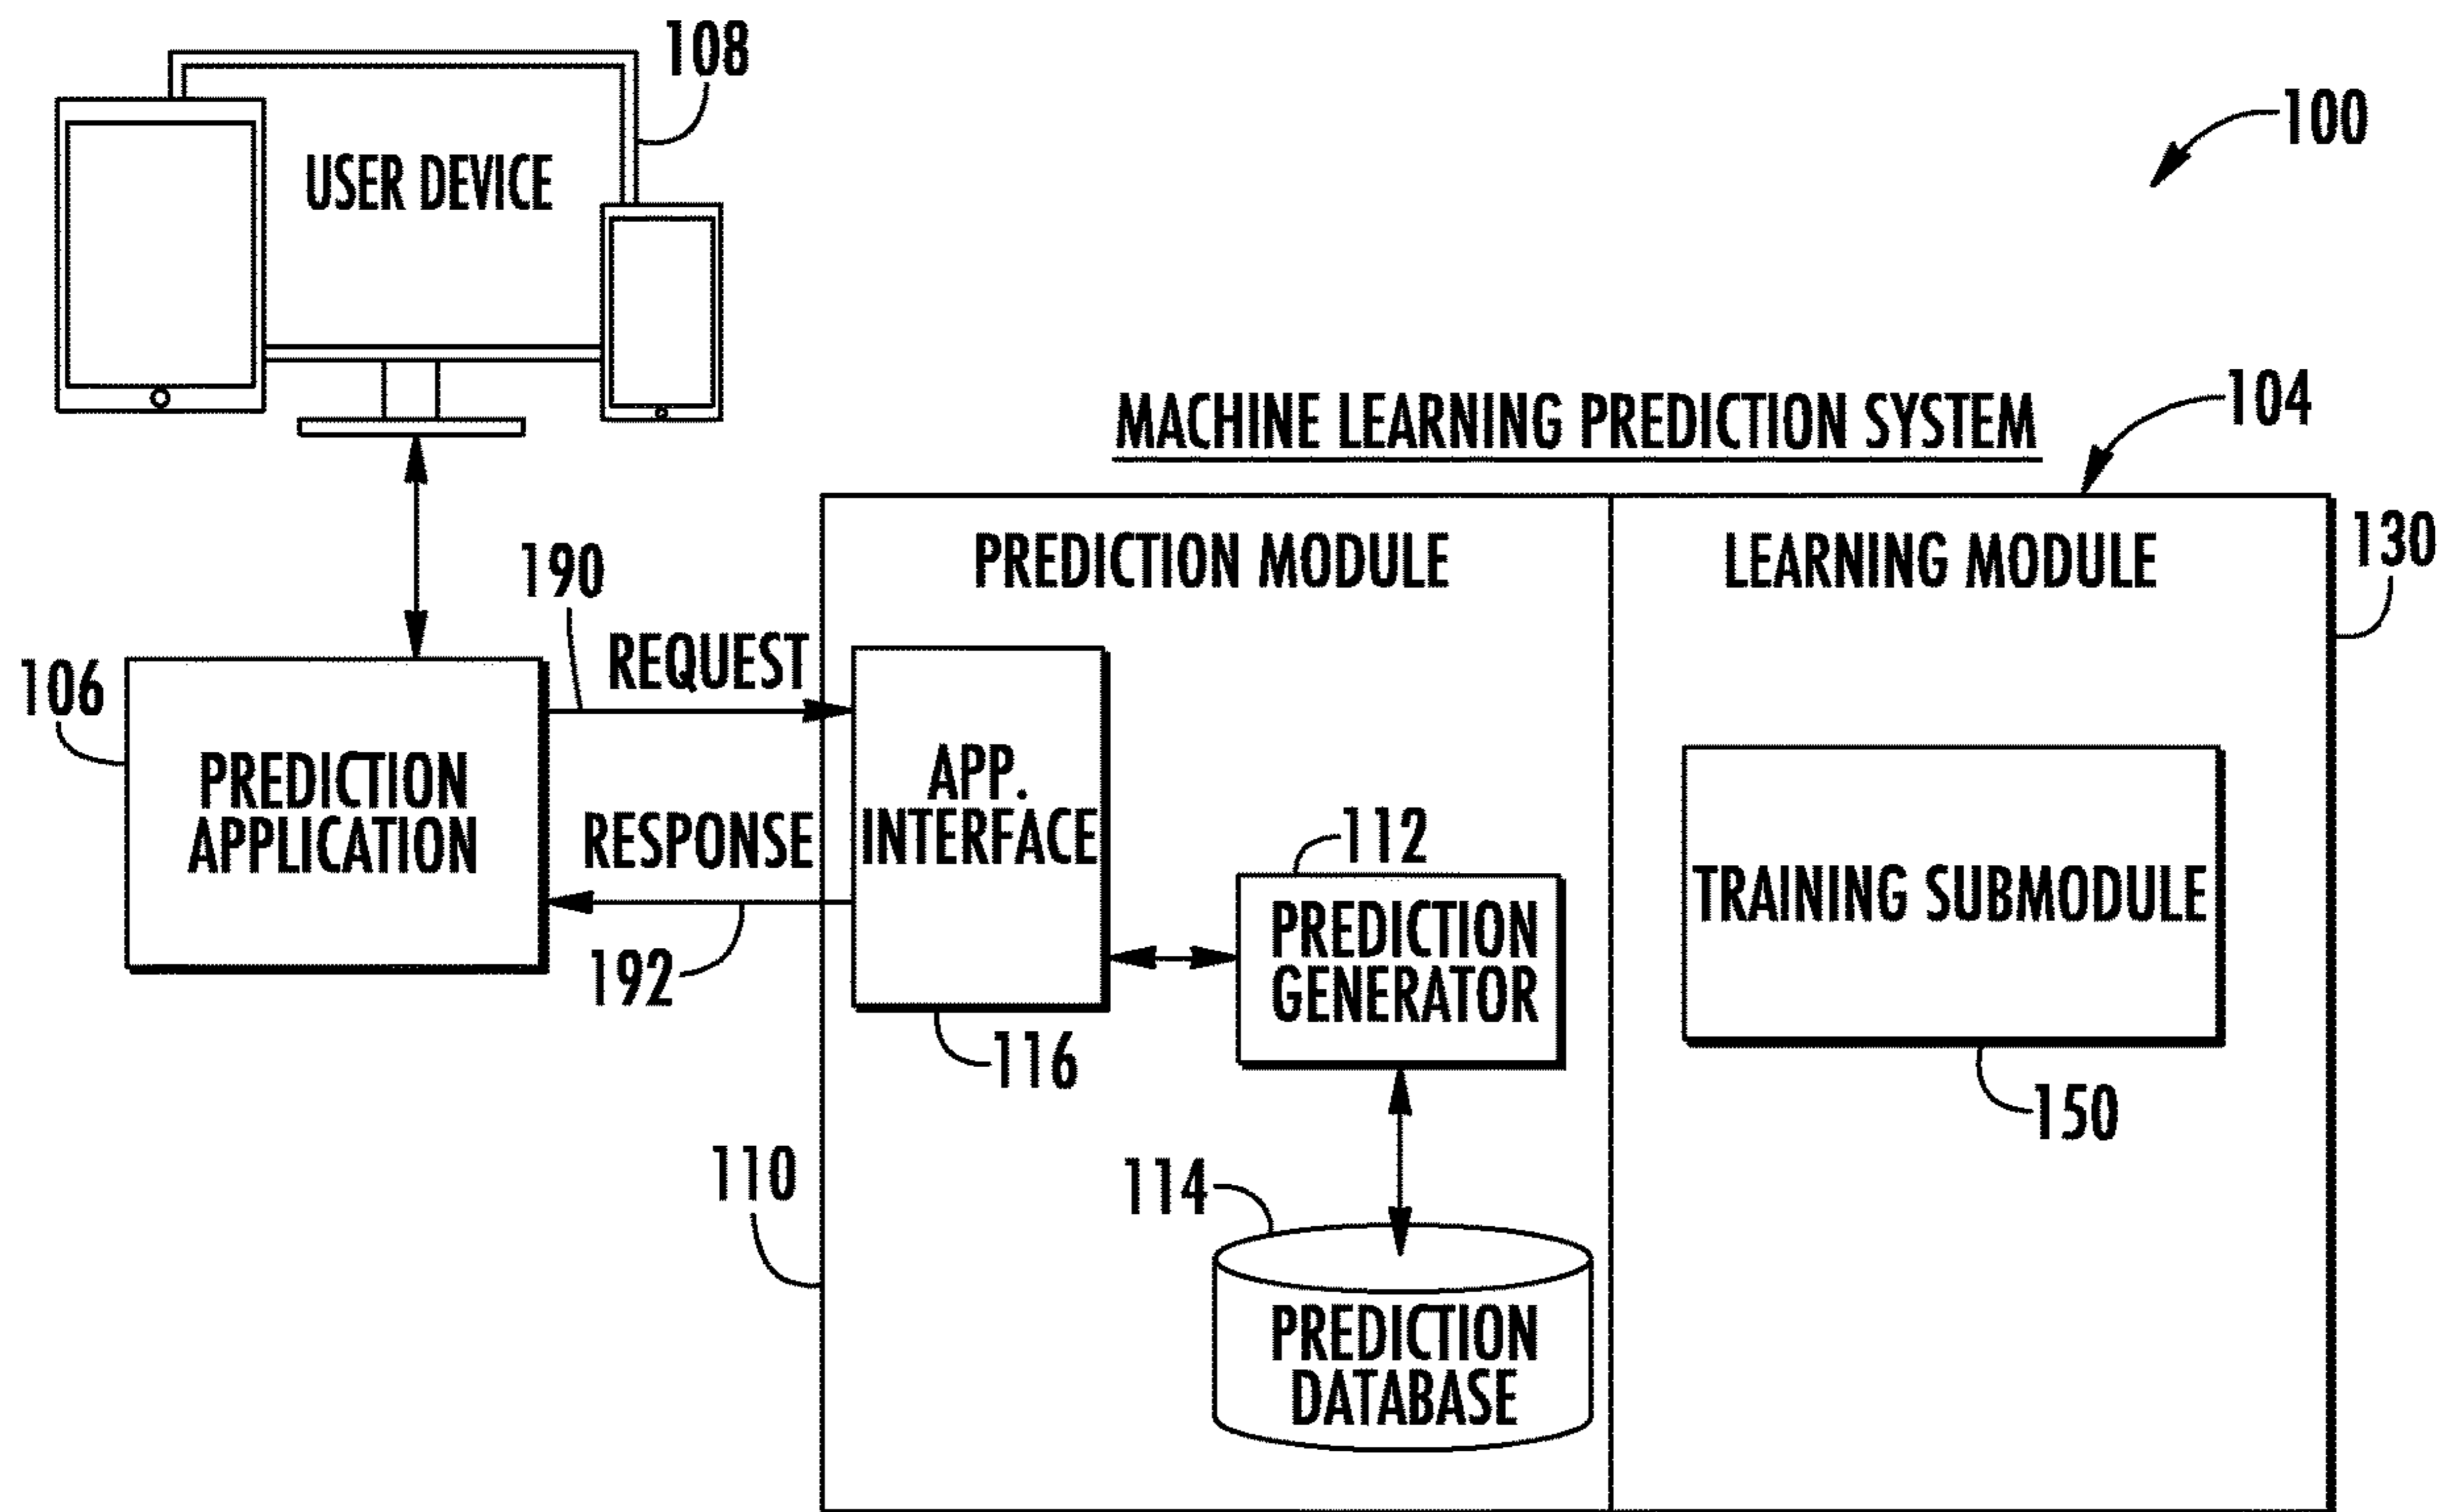 108
USER DEVICE
100
MACHINE LEARNING PREDICTION SYSTEM
104
PREDICTION MODULE
LEARNING MODULE
130
190
REQUEST
106
PREDICTION
APPLICATION
RESPONSE
192
APP.
INTERFACE
116
112
PREDICTION
GENERATOR
TRAINING SUBMODULE
150
110
114
PREDICTION
DATABASE